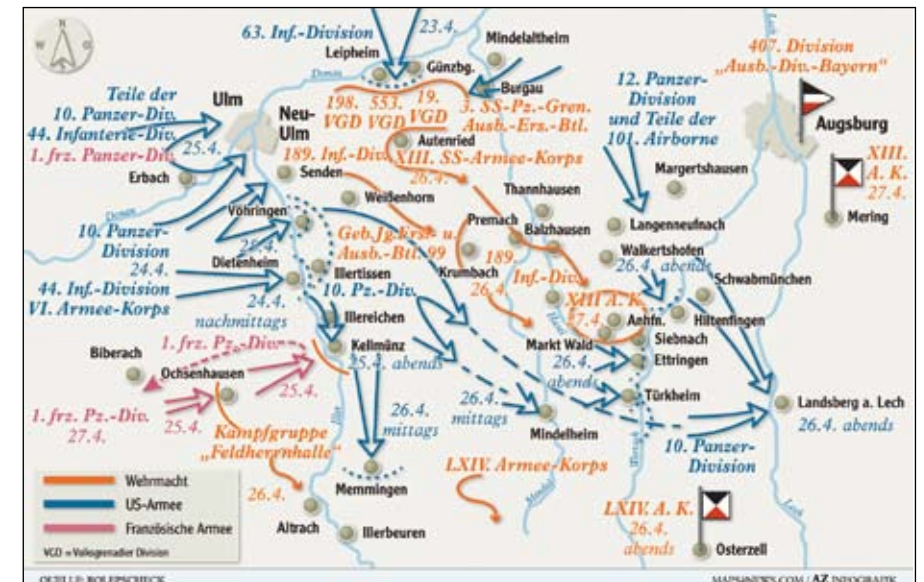 N
W
O
S
63. Inf.-Division
23.4.
Mindelaltheim
Leipheim
Günzbg.
Donau
Burgau
407. Division
„Ausb.-Div.-Bayern“
Lech
Teile der
10. Panzer-Div.
44. Infanterie-Div.
1. frz. Panzer-Div.
25.4.
Ulm
Neu-
Ulm
198.
VGD
553.
VGD
19.
VGD
3. SS-Pz.-Gren.
Ausb.-Ers.-Btl.
12. Panzer-
Division
und Teile der
101. Airborne
Augsburg
Autenried
189. Inf.-Div.
XIII. SS-Armee-Korps
26.4.
XIII.
A. K.
27.4.
Mering
Erbach
Senden
Weißenhorn
Thannhausen
Margertshausen
Donau
Vöhringen
Premach
Balzhausen
Langenneufnach
10. Panzer-
Division
24.4.
Geb.Jg.Ers.- u.
Ausb.-Btl. 99
Walkertshofen
26.4. abends
Dietenheim
Illertissen
Krumbach
26.4.
189.
Inf.-Div.
Schwabmünchen
44. Inf.-Division
VI. Armee-Korps
24.4.
nachmittags
10. Pz.-Div.
Illereichen
XIII A. K.
27.4.
Anhfn.
Hiltenfingen
Siebnach
Biberach
1. frz. Pz.-Div.
Kellmünz
25.4. abends
Markt Wald
26.4.
abends
Ettringen
Ochsenhausen
25.4.
1. frz. Pz.-Div.
27.4.
25.4.
Iller
26.4.
mittags
26.4.
mittags
Türkheim
Landsberg a. Lech
26.4. abends
Mindelheim
10. Panzer-
Division
Kampfgruppe
„Feldherrnhalle“
26.4.
Memmingen
LXIV. Armee-Korps
Mindel
Wertach
LXIV. A. K.
26.4.
abends
Lech
Altrach
Illerbeuren
Osterzell
Wehrmacht
US-Armee
Französische Armee
VGD = Volksgrenadier Division
MAPS4NEWS.COM / AZ INFOGRAFIK